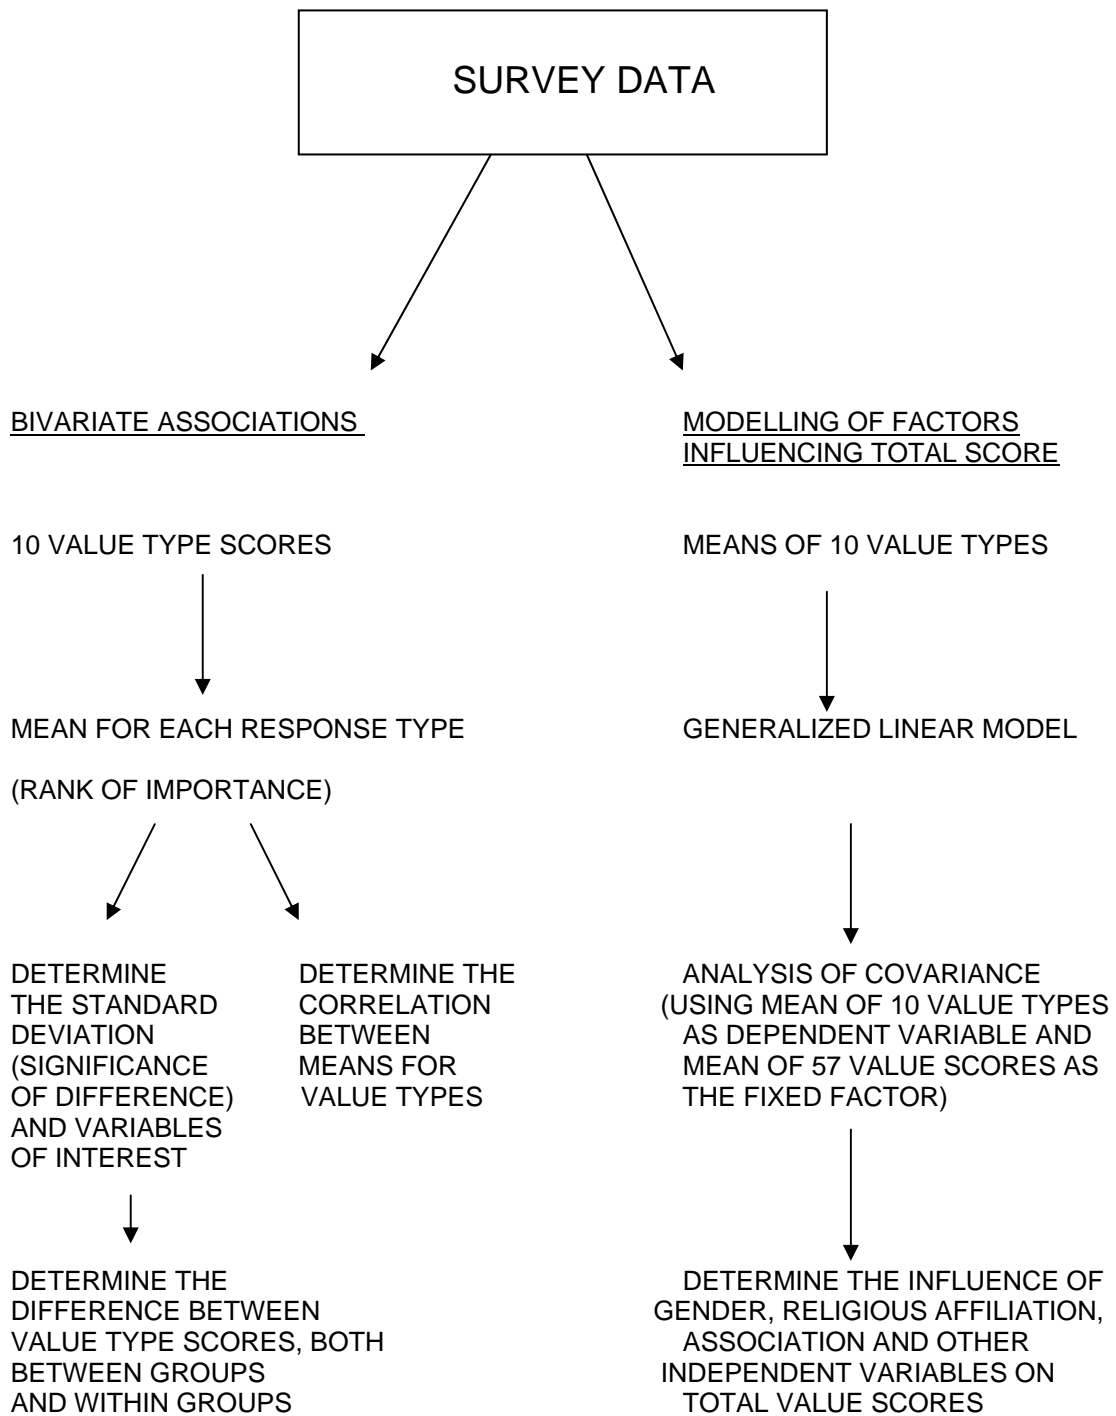 SURVEY DATA
BIVARIATE ASSOCIATIONS
MODELLING OF FACTORS
INFLUENCING TOTAL SCORE
10 VALUE TYPE SCORES
MEANS OF 10 VALUE TYPES
MEAN FOR EACH RESPONSE TYPE
GENERALIZED LINEAR MODEL
(RANK OF IMPORTANCE)
DETERMINE
THE STANDARD
DEVIATION
(SIGNIFICANCE
OF DIFFERENCE)
AND VARIABLES
OF INTEREST
DETERMINE THE
CORRELATION
BETWEEN
MEANS FOR
VALUE TYPES
ANALYSIS OF COVARIANCE
(USING MEAN OF 10 VALUE TYPES
AS DEPENDENT VARIABLE AND
MEAN OF 57 VALUE SCORES AS
THE FIXED FACTOR)
DETERMINE THE
DIFFERENCE BETWEEN
VALUE TYPE SCORES, BOTH
BETWEEN GROUPS
AND WITHIN GROUPS
DETERMINE THE INFLUENCE OF
GENDER, RELIGIOUS AFFILIATION,
ASSOCIATION AND OTHER
INDEPENDENT VARIABLES ON
TOTAL VALUE SCORES